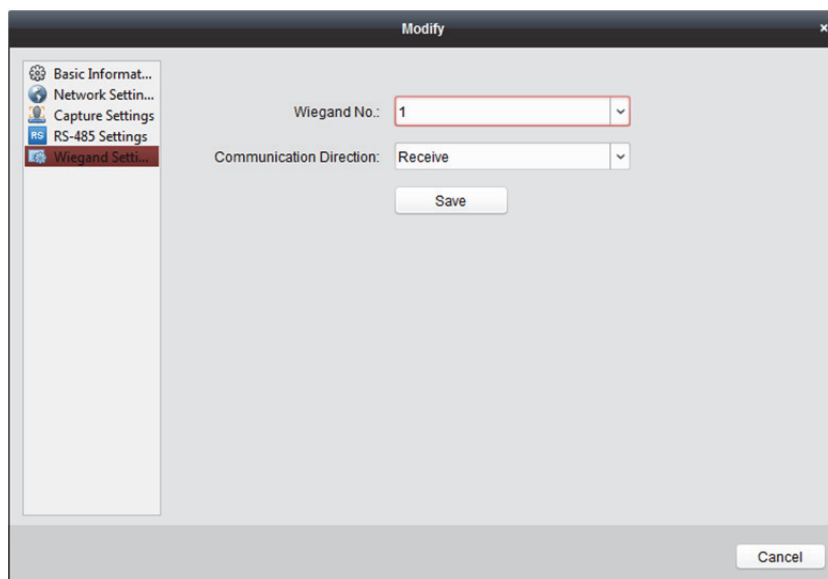 Modify
×
Basic Informat...
Network Settin...
Capture Settings
RS RS-485 Settings
Wiegand Setti...
Wiegand No.: 1
Communication Direction: Receive
Save
Cancel